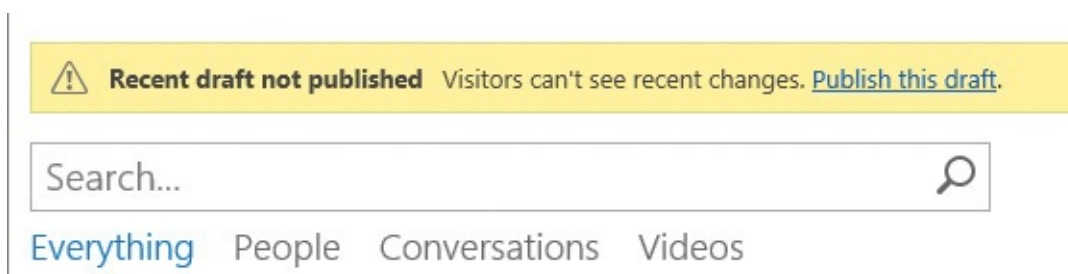 Recent draft not published Visitors can't see recent changes. Publish this draft.
Search...
Everything People Conversations Videos